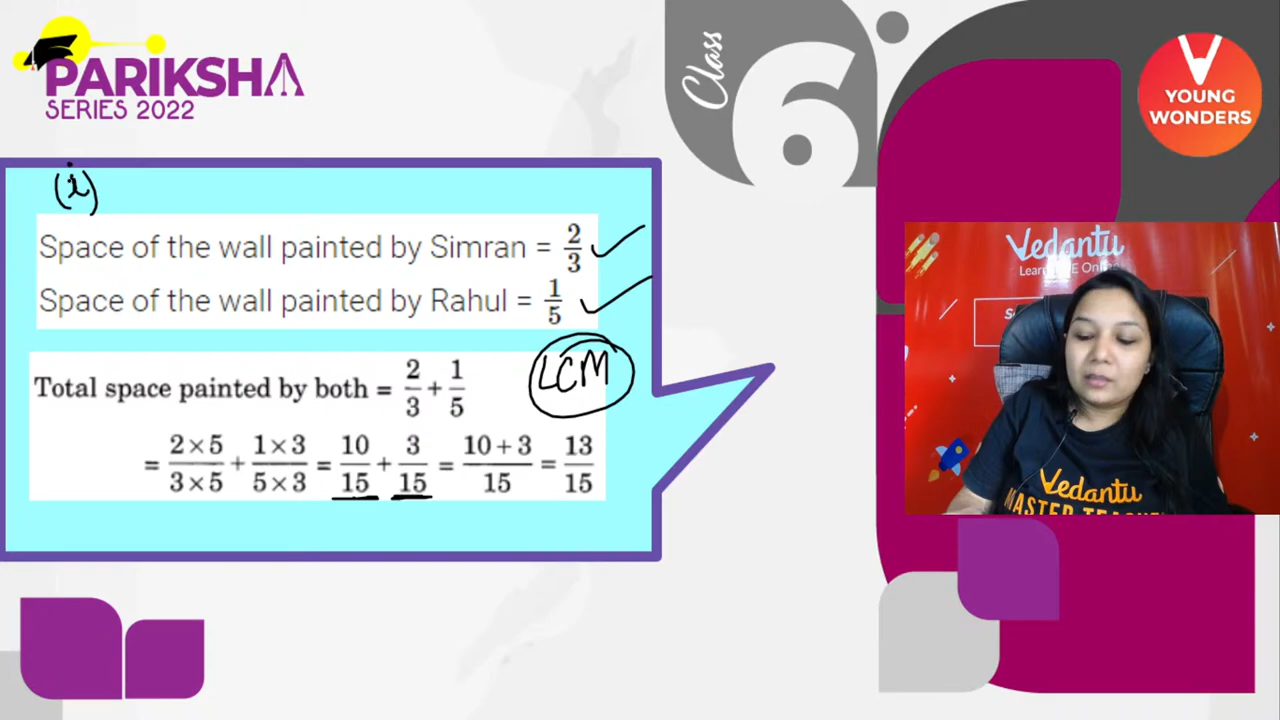 PARIKSHA
SERIES 2022
Class
6
YOUNG
WONDERS
(i)
Space of the wall painted by Simran = 2/3
Space of the wall painted by Rahul = 1/5
LCM
Total space painted by both = 2/3 + 1/5
= 2×5/3×5 + 1×3/5×3 = 10/15 + 3/15 = 10+3/15 = 13/15
Vedantu
Vedantu